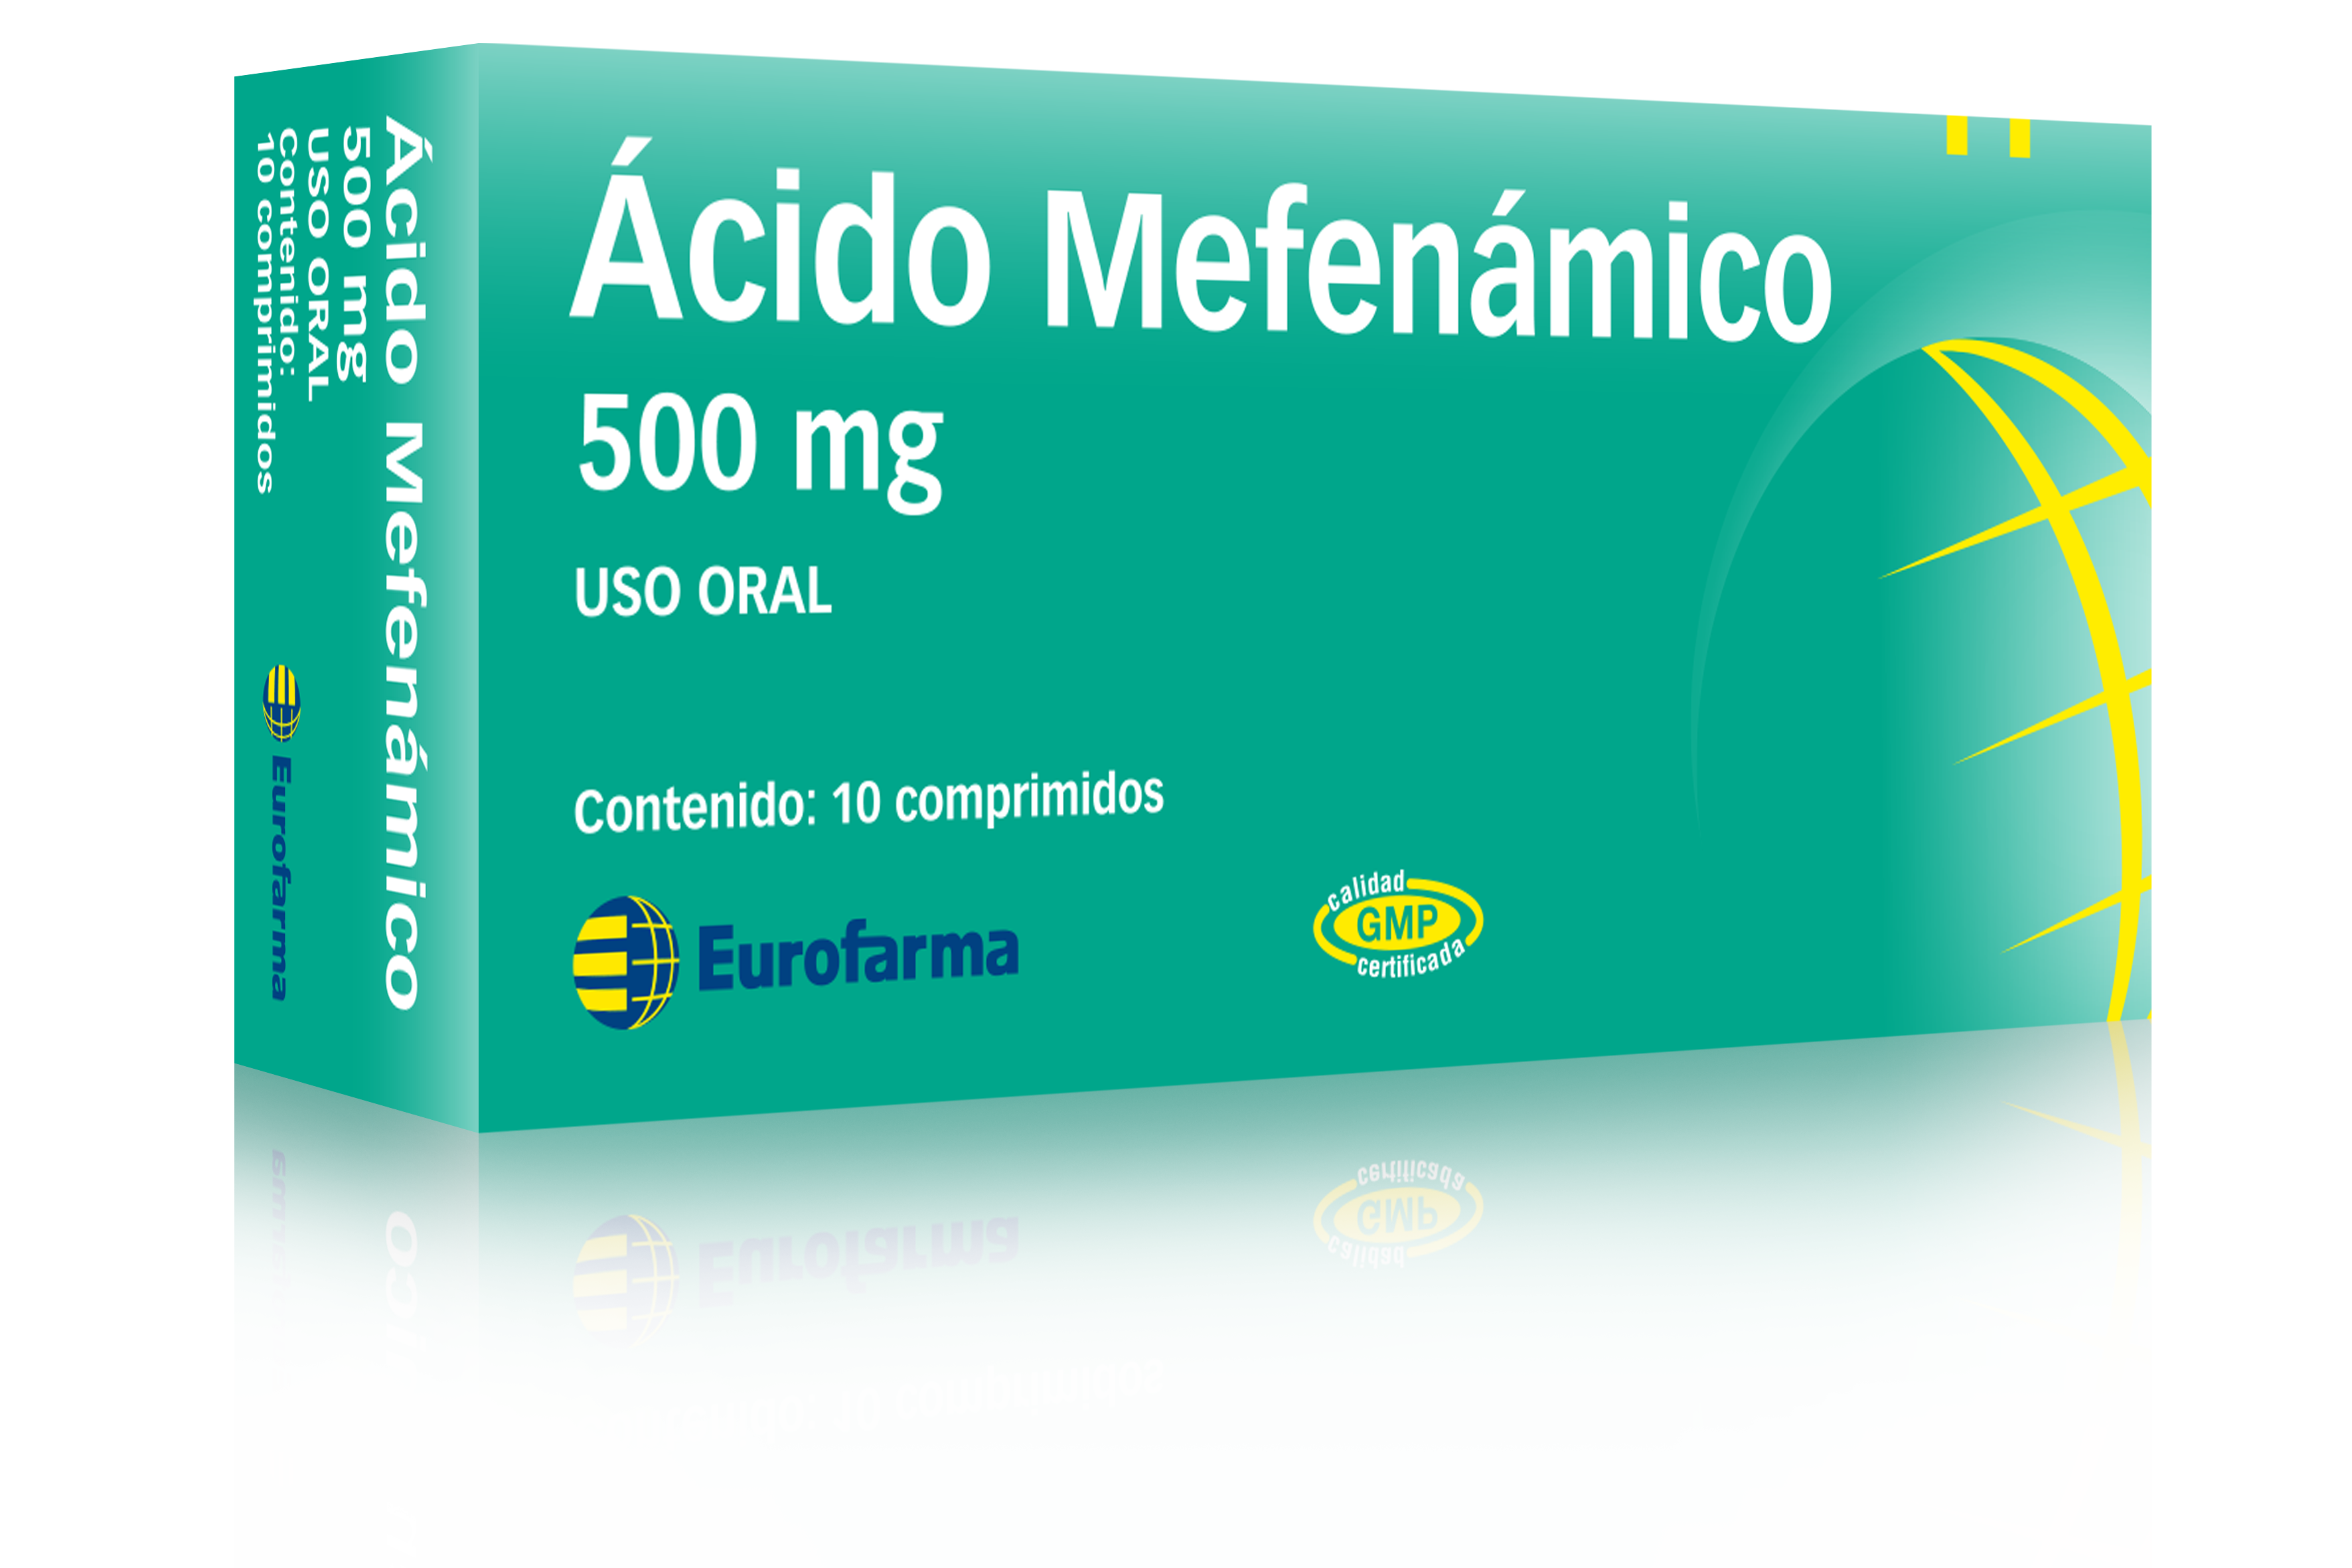 Ácido Mefenámico
500 mg
USO ORAL
Contenido:
10 comprimidos
Eurofarma
Ácido Mefenámico
500 mg
USO ORAL
Contenido: 10 comprimidos
Eurofarma
calidad
GMP
certificada